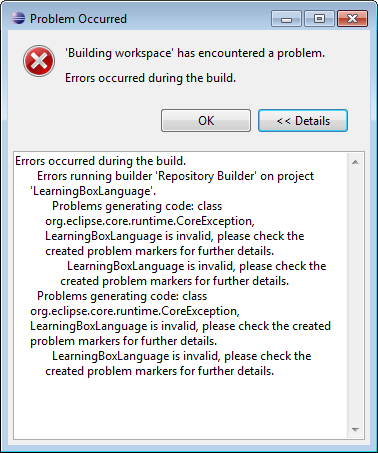 Problem Occurred
'Building workspace' has encountered a problem.
Errors occurred during the build.
OK
<< Details
Errors occurred during the build.
Errors running builder 'Repository Builder' on project
'LearningBoxLanguage'.
Problems generating code: class
org.eclipse.core.runtime.CoreException,
LearningBoxLanguage is invalid, please check the
created problem markers for further details.
LearningBoxLanguage is invalid, please check the
created problem markers for further details.
Problems generating code: class
org.eclipse.core.runtime.CoreException,
LearningBoxLanguage is invalid, please check the created
problem markers for further details.
LearningBoxLanguage is invalid, please check the
created problem markers for further details.